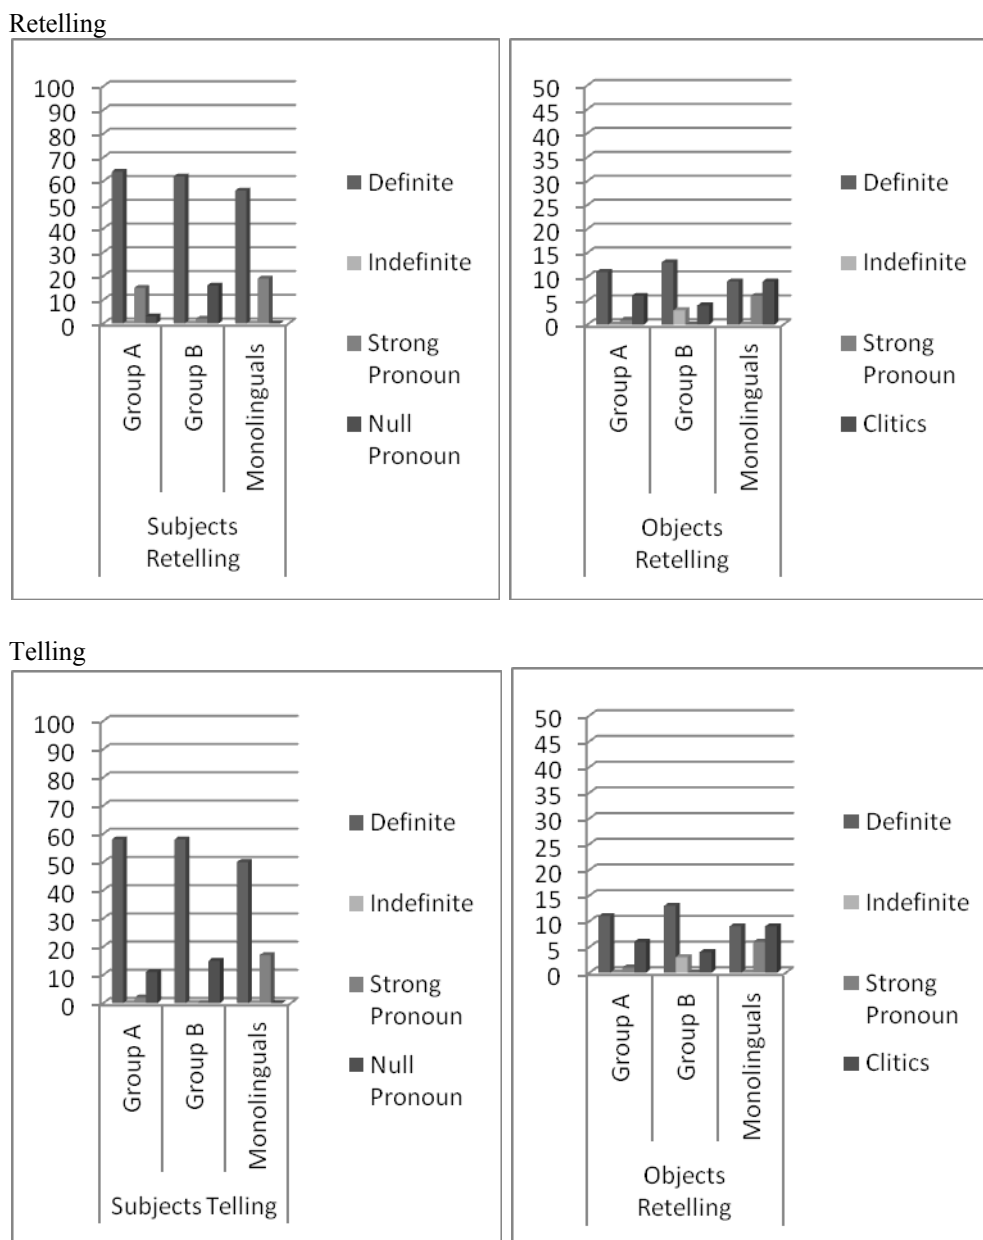 Retelling
100
90
80
70
60
50
40
30
20
10
0
Group A
Group B
Monolinguals
Subjects
Retelling
Definite
Indefinite
Strong
Pronoun
Null
Pronoun
50
45
40
35
30
25
20
15
10
5
0
Group A
Group B
Monolinguals
Objects
Retelling
Definite
Indefinite
Strong
Pronoun
Clitics
Telling
100
90
80
70
60
50
40
30
20
10
0
Group A
Group B
Monolinguals
Subjects Telling
Definite
Indefinite
Strong
Pronoun
Null
Pronoun
50
45
40
35
30
25
20
15
10
5
0
Group A
Group B
Monolinguals
Objects
Retelling
Definite
Indefinite
Strong
Pronoun
Clitics